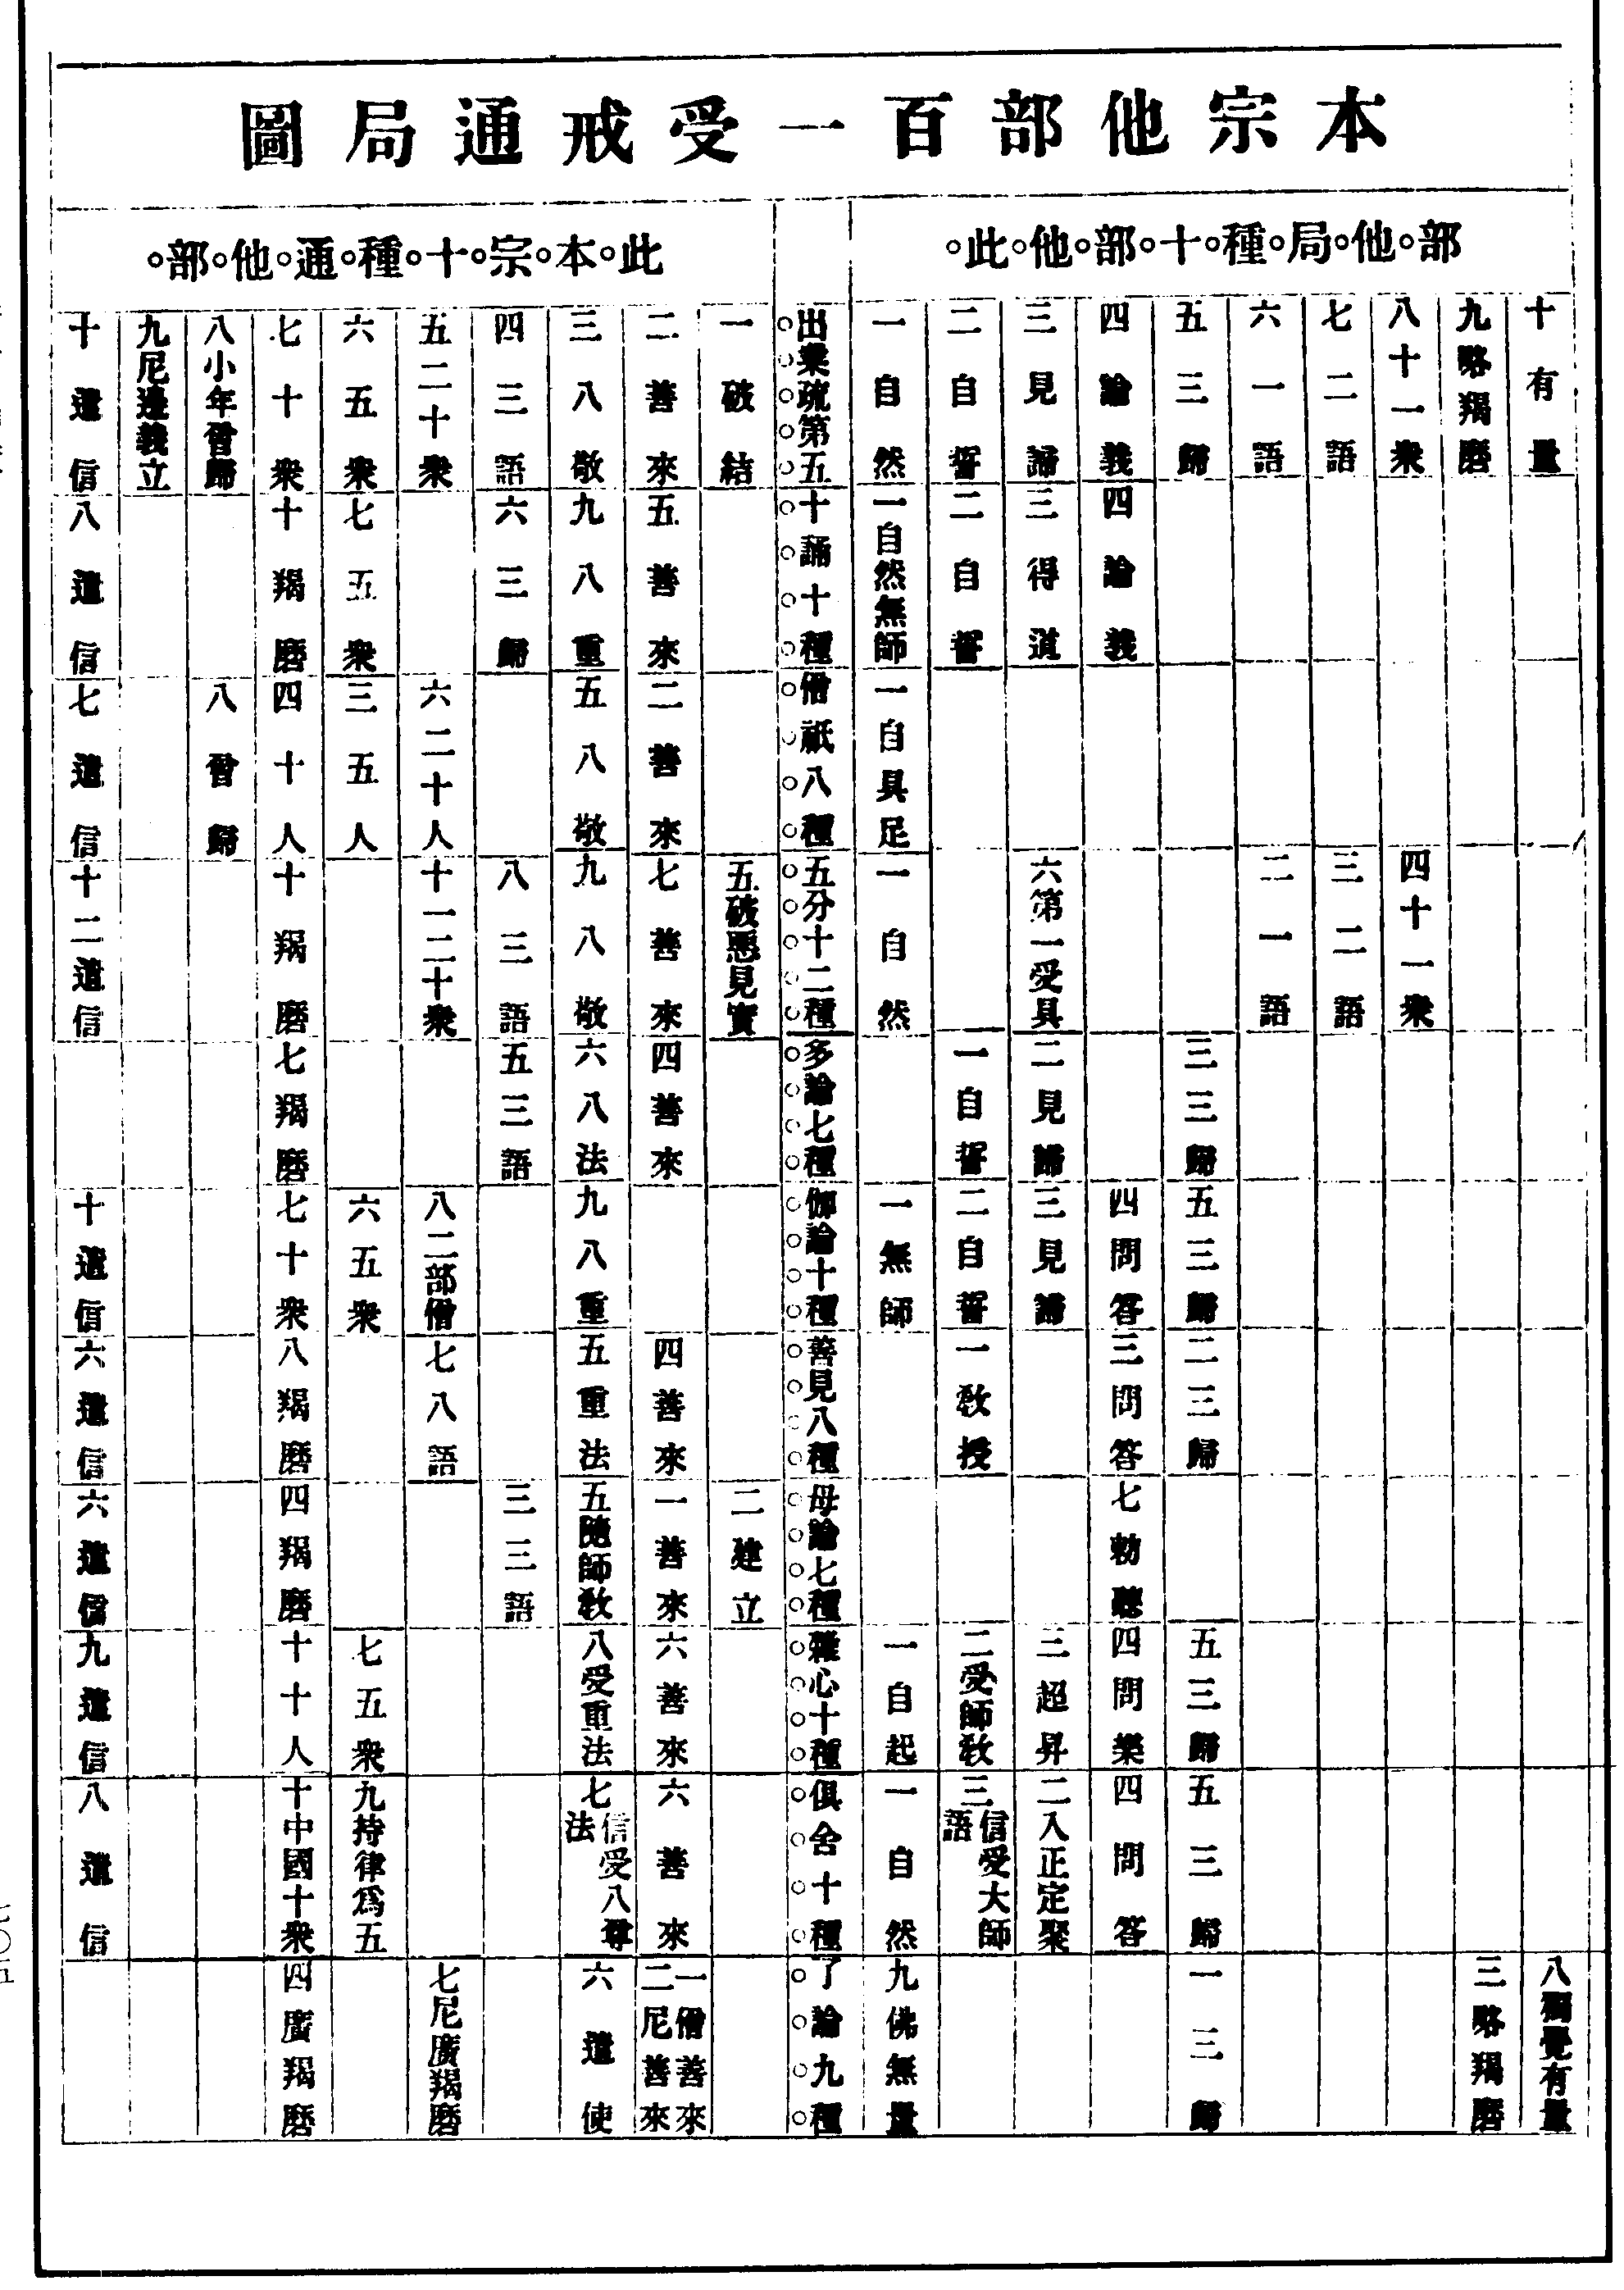 本宗他部百一受戒通局圖
此他部十種局他部
此本宗十種通他部
十有量
九略羯磨
八十一衆
七二語
六一語
五三歸
四論義
三見諦
二自誓
一自然
出衆疏第五
一破結
二善來
三八敬
四三語
五二十衆
六五衆
七十衆
八小年曾歸
九尼邊義立
十遣信
四論義
三得道
二自誓
一自然無師
十誦十種
五善來
九八重
六三歸
七五衆
十羯磨
八遣信
一自具足
僧祇八種
二善來
五八敬
六二十人
三五人
四十人
八曾歸
七遣信
四十一衆
三二語
二一語
六第一受具
一自然
五分十二種
五破惡見實
七善來
九八敬
八三語
十一二十衆
十羯磨
十二遣信
三三歸
二見諦
一自誓
多論七種
四善來
六八法
五三語
七羯磨
五三歸
四問答
三見諦
二自誓
一無師
伽論十種
九八重
八二部僧
六五衆
七十衆
十遣信
二三歸
三問答
一教授
善見八種
四善來
五重法
七八語
八羯磨
六遣信
七勅聽
母論七種
二建立
一善來
五隨師教
三三語
四羯磨
六遣信
五三歸
四問樂
三超昇
二受師教
一自起
雜心十種
六善來
八受重法
七五衆
十十人
九遣信
五三歸
四問答
二入正定聚
三信受大師語
一自然
俱舍十種
六善來
七信受八尊法
九持律爲五
十中國十衆
八遣信
八獨覺有量
三略羯磨
一三歸
九佛無量
了論九種
一僧善來
二尼善來
六遣使
七尼廣羯磨
四廣羯磨